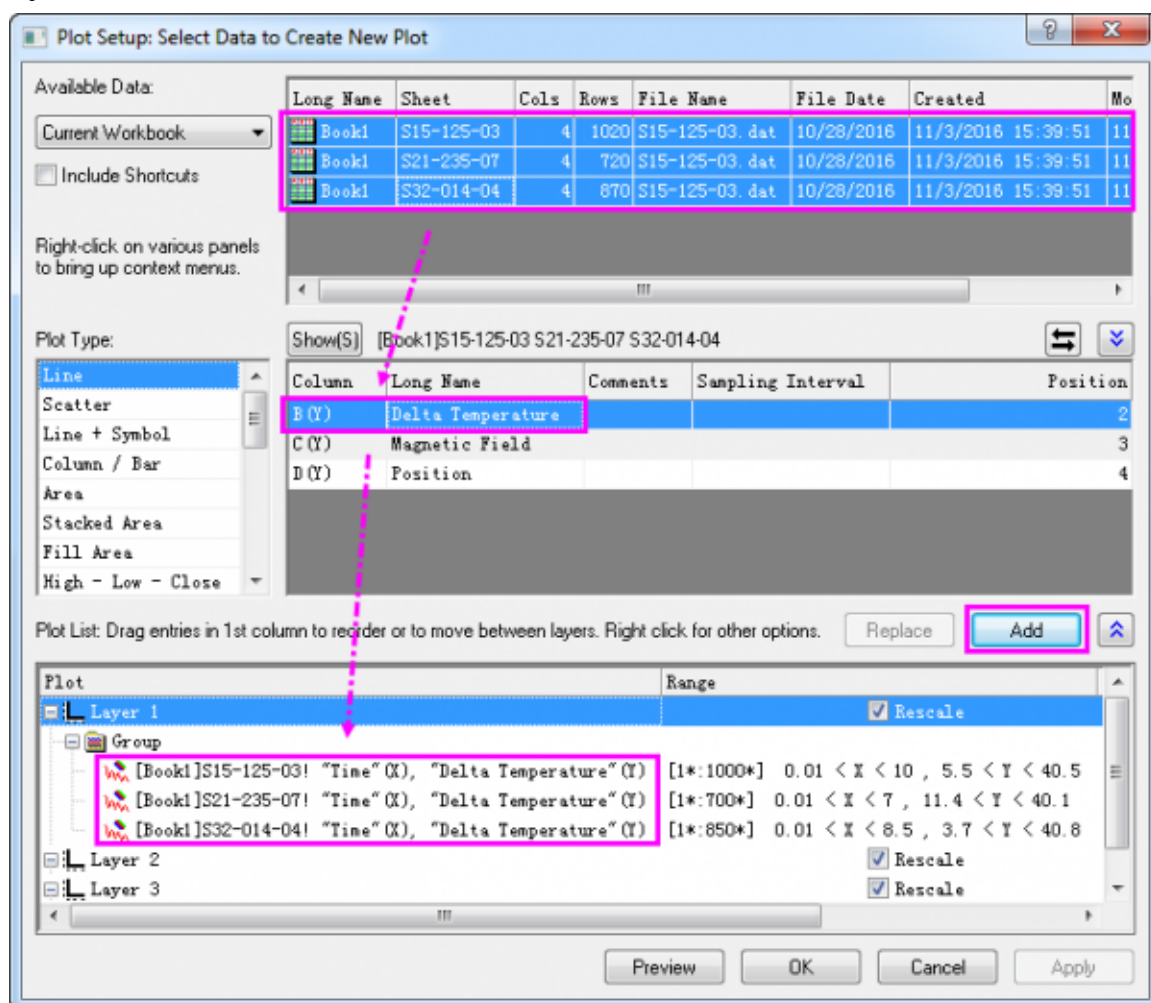 Plot Setup: Select Data to Create New Plot
Available Data:
Current Workbook
Include Shortcuts
Right-click on various panels
to bring up context menus.
Long Name Sheet Cols Rows File Name File Date Created Mo
Book1 S15-125-03 4 1020 S15-125-03.dat 10/28/2016 11/3/2016 15:39:51 11
Book1 S21-235-07 4 720 S15-125-03.dat 10/28/2016 11/3/2016 15:39:51 11
Book1 S32-014-04 4 870 S15-125-03.dat 10/28/2016 11/3/2016 15:39:51 11
Plot Type:
Line
Scatter
Line + Symbol
Column / Bar
Area
Stacked Area
Fill Area
High - Low - Close
Show(S) [Book1]S15-125-03 S21-235-07 S32-014-04
Column Long Name Comments Sampling Interval Position
B(Y) Delta Temperature 2
C(Y) Magnetic Field 3
D(Y) Position 4
Plot List: Drag entries in 1st column to reorder or to move between layers. Right click for other options. Replace Add
Plot Range
Layer 1 Rescale
Group
[Book1]S15-125-03! "Time"(X), "Delta Temperature"(Y) [1*:1000*] 0.01 < X < 10 , 5.5 < Y < 40.5
[Book1]S21-235-07! "Time"(X), "Delta Temperature"(Y) [1*:700*] 0.01 < X < 7 , 11.4 < Y < 40.1
[Book1]S32-014-04! "Time"(X), "Delta Temperature"(Y) [1*:850*] 0.01 < X < 8.5 , 3.7 < Y < 40.8
Layer 2 Rescale
Layer 3 Rescale
Preview OK Cancel Apply